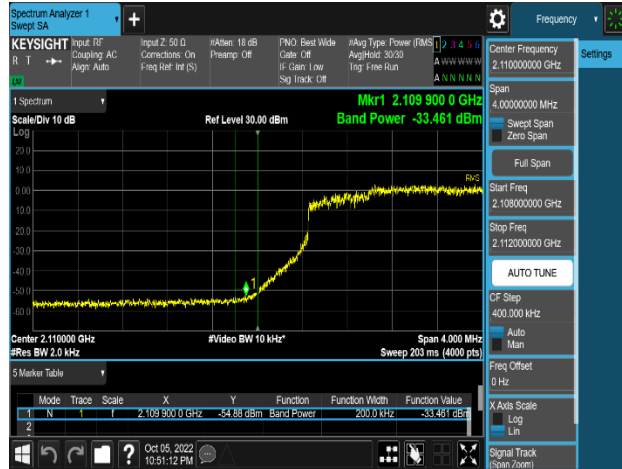 Spectrum Analyzer 1
Swept SA
Frequency
KEYSIGHT
R T
Input: RF
Coupling: AC
Align: Auto
Input Z: 50 Ω
Corrections: On
Freq Ref: Int (S)
#Atten: 18 dB
Preamp: Off
PNO: Best Wide
Gate: Off
IF Gain: Low
Sig Track: Off
#Avg Type: Power (RMS
Avg|Hold: 30/30
Trig: Free Run
1 2 3 4 5 6
A W W W W W
A N N N N N
Settings
Center Frequency
2.110000000 GHz
Span
4.00000000 MHz
Swept Span
Zero Span
Full Span
Start Freq
2.108000000 GHz
Stop Freq
2.112000000 GHz
AUTO TUNE
CF Step
400.000 kHz
Auto
Man
Freq Offset
0 Hz
X Axis Scale
Log
Lin
Signal Track
(Span Zoom)
1 Spectrum
Scale/Div 10 dB
Ref Level 30.00 dBm
Mkr1 2.109 900 0 GHz
Band Power -33.461 dBm
Log
20.0
10.0
0.00
-10.0
-20.0
-30.0
-40.0
-50.0
-60.0
RMS
1
Center 2.110000 GHz
#Res BW 2.0 kHz
#Video BW 10 kHz*
Span 4.000 MHz
Sweep 203 ms (4000 pts)
5 Marker Table
Mode Trace Scale X Y Function Function Width Function Value
1 N 1 f 2.109 900 0 GHz -54.88 dBm Band Power 200.0 kHz -33.461 dBm
2
?
Oct 05, 2022
10:51:12 PM